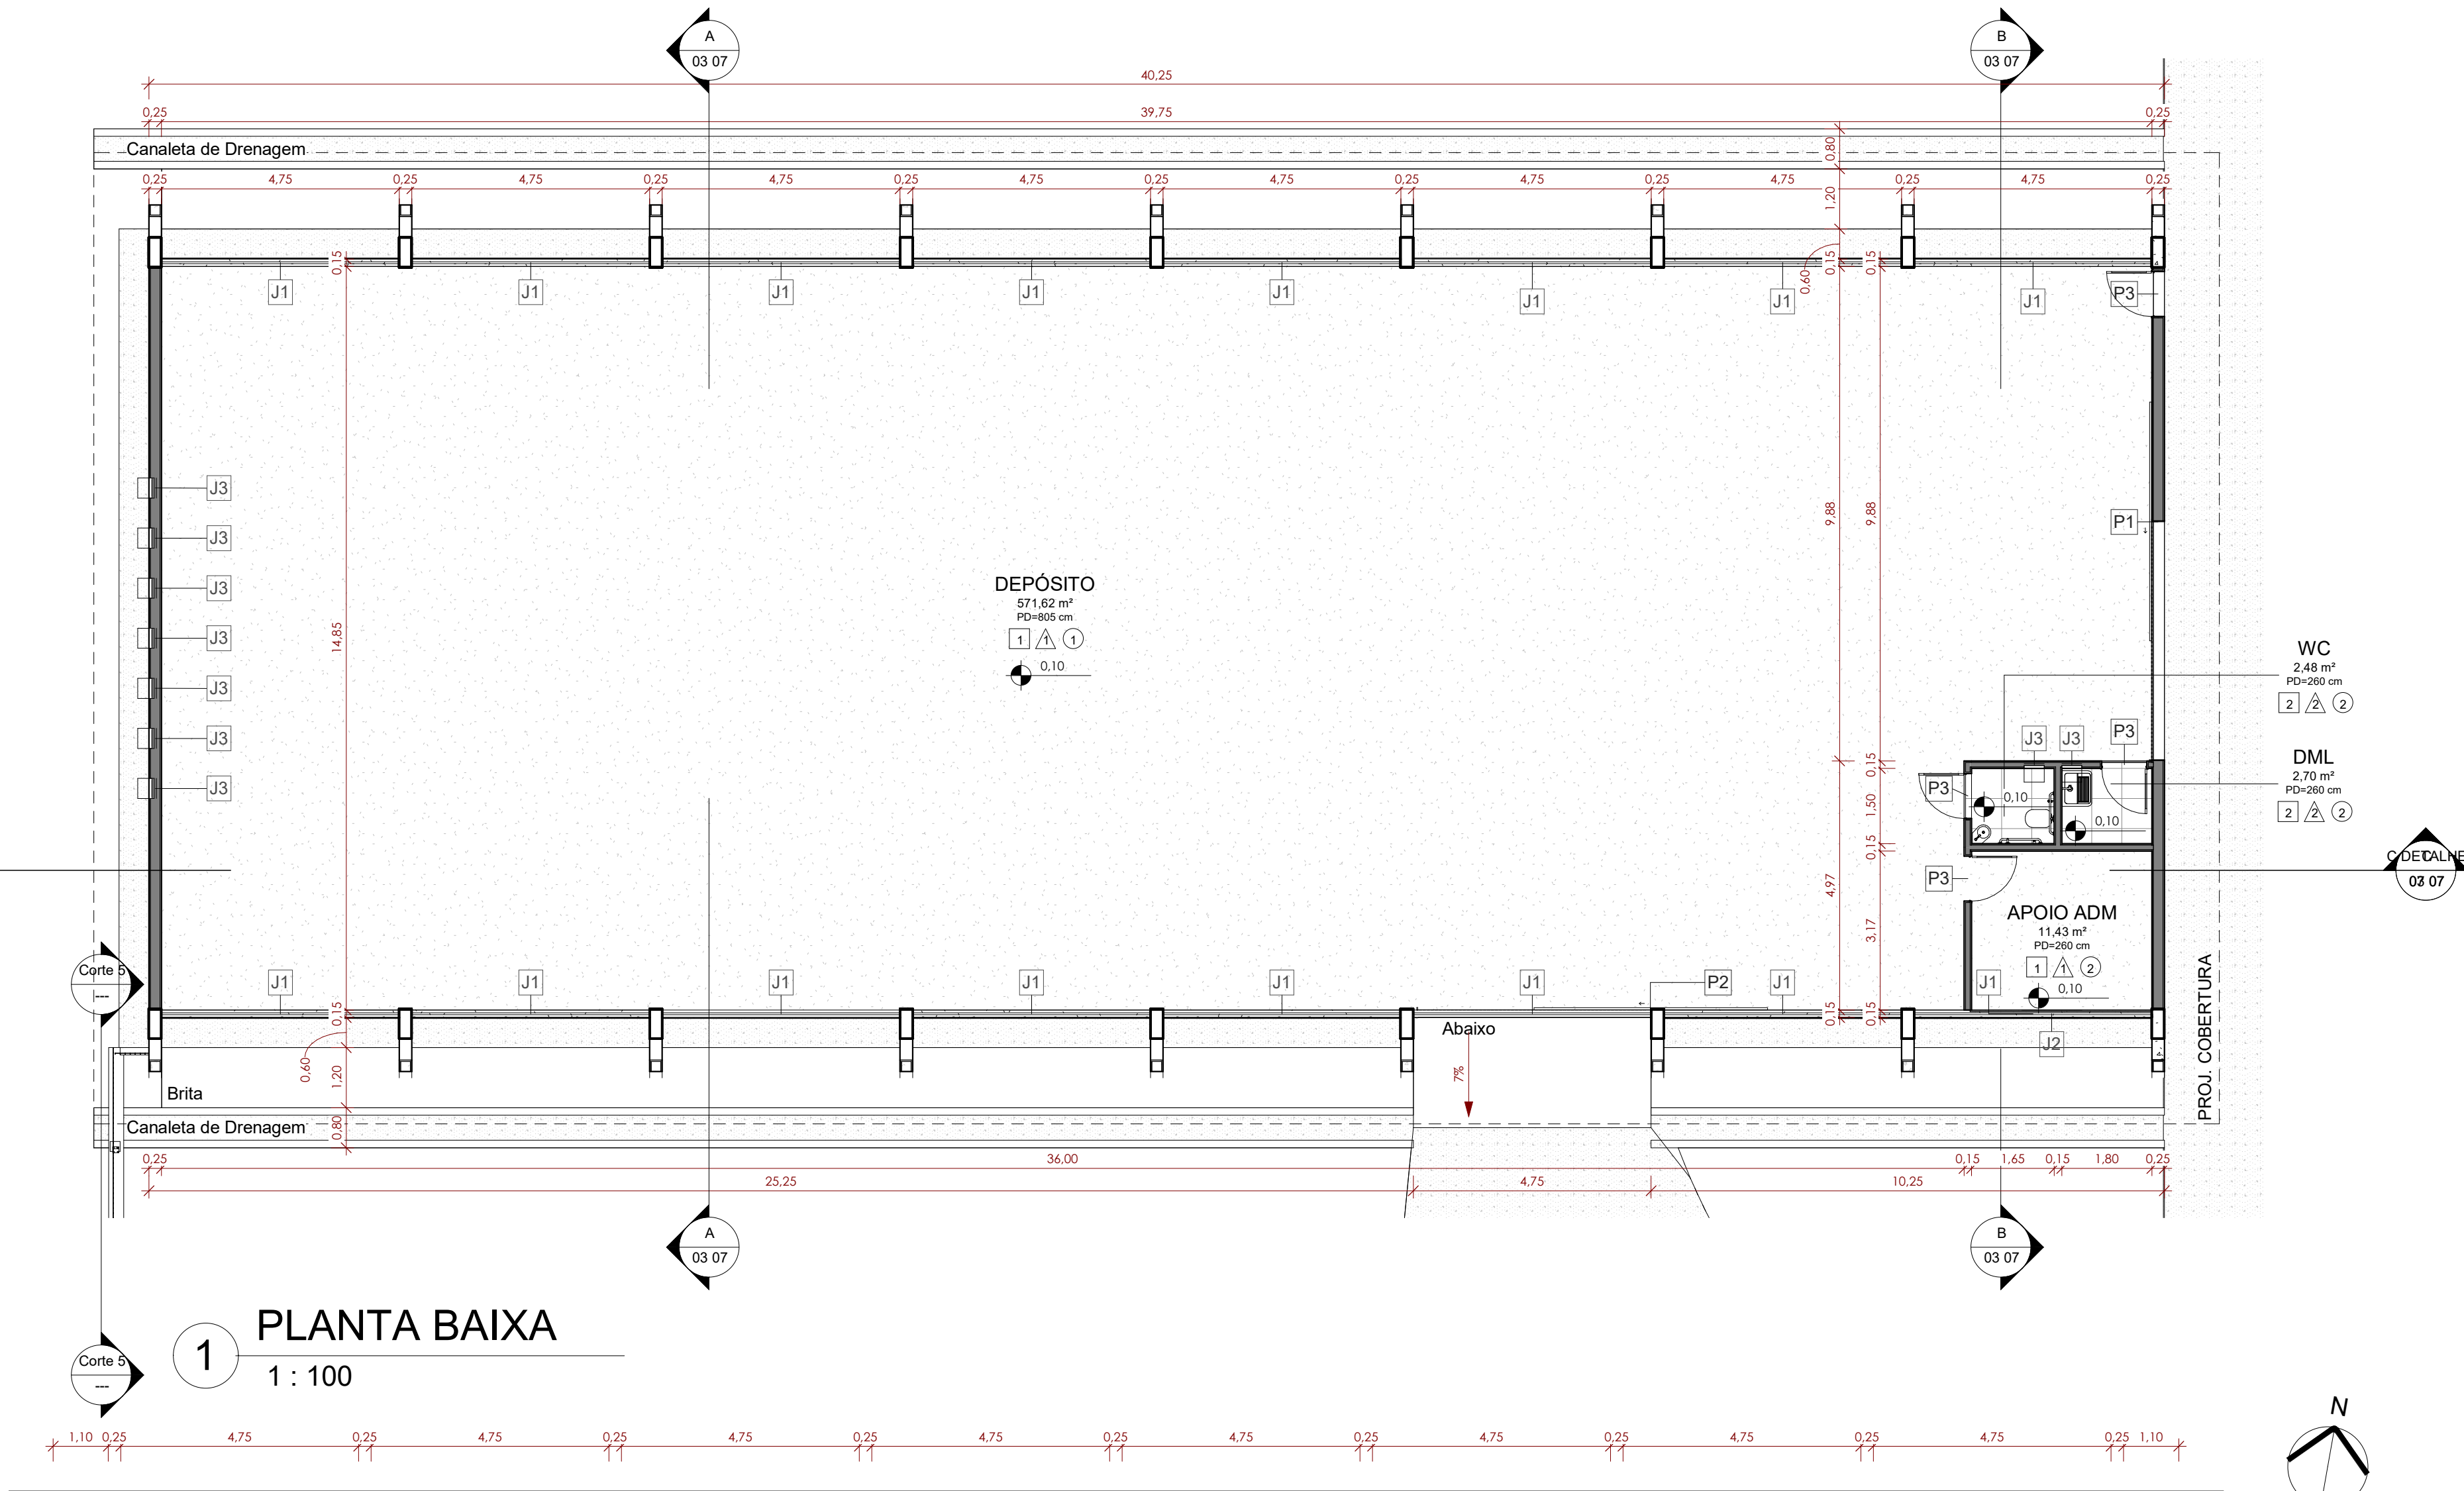 A
03 07
B
03 07
40,25
0,25
39,75
0,25
Canaleta de Drenagem
0,80
0,25
4,75
0,25
4,75
0,25
4,75
0,25
4,75
0,25
4,75
0,25
4,75
0,25
4,75
0,25
4,75
0,25
1,20
0,15
0,60
0,15
0,15
J1
J1
J1
J1
J1
J1
J1
J1
P3
J3
J3
J3
J3
J3
J3
J3
14,85
9,88
9,88
P1
DEPÓSITO
571,62 m²
PD=805 cm
1
1
1
0,10
WC
2,48 m²
PD=260 cm
2
2
2
J3
J3
P3
DML
2,70 m²
PD=260 cm
2
2
2
0,15
1,50
0,15
P3
0,10
0,10
4,97
3,17
P3
C DETALHE
C
03 07
APOIO ADM
11,43 m²
PD=260 cm
1
1
2
0,10
Corte 5
---
J1
J1
J1
J1
J1
J1
P2
J1
J1
0,15
0,15
0,15
Abaixo
J2
7%
0,60
1,20
Brita
PROJ. COBERTURA
Canaleta de Drenagem
0,80
0,25
36,00
0,15
1,65
0,15
1,80
0,25
25,25
4,75
10,25
A
03 07
B
03 07
1
PLANTA BAIXA
1 : 100
Corte 5
---
N
1,10
0,25
4,75
0,25
4,75
0,25
4,75
0,25
4,75
0,25
4,75
0,25
4,75
0,25
4,75
0,25
4,75
0,25
1,10